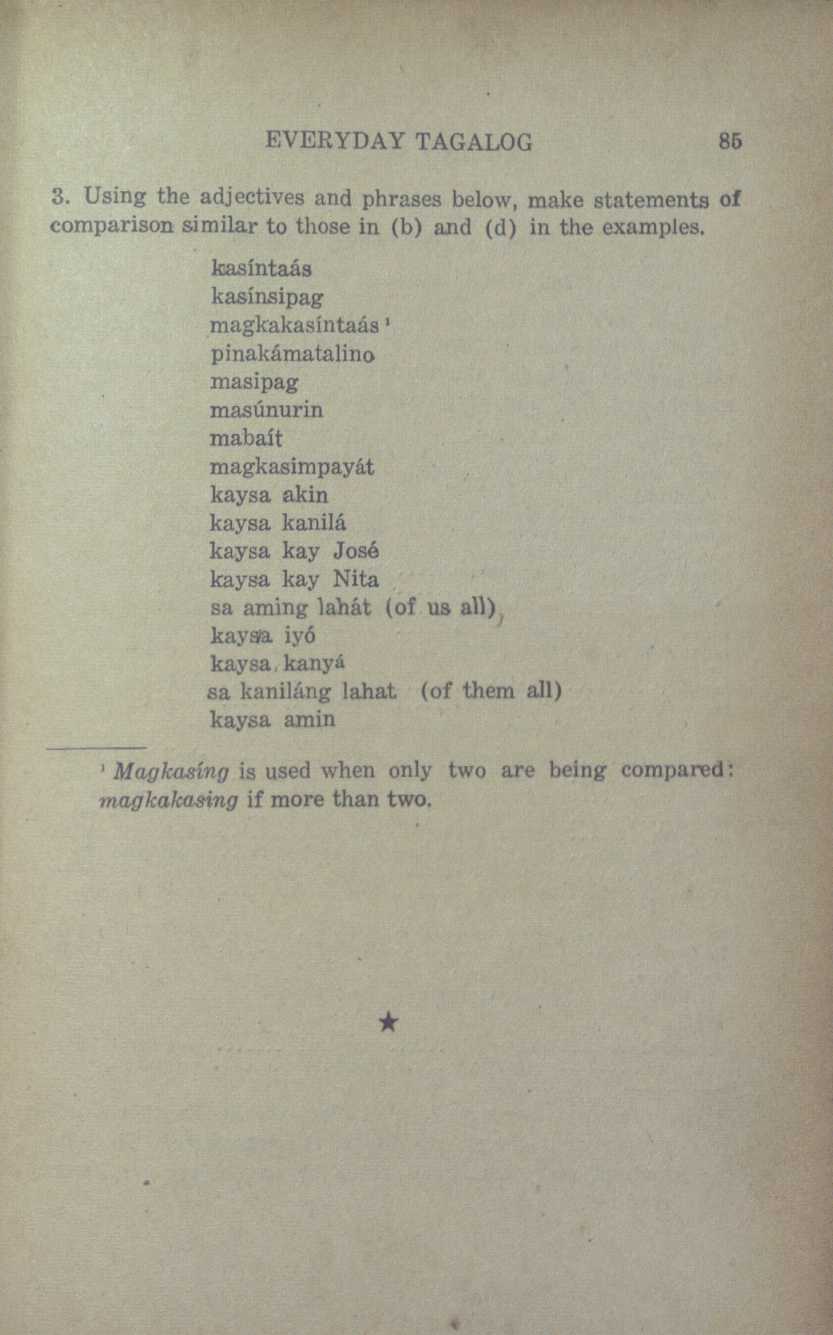 EVERYDAY TAGALOG 85
3. Using the adjectives and phrases below, make statements of
comparison similar to those in (b) and (d) in the examples.
kasíntaás
kasínsipag
magkakasíntaás ¹
pinakámatalino
masipag
masúnurin
mabaít
magkasimpayát
kaysa akin
kaysa kanilá
kaysa kay José
kaysa kay Nita
sa aming lahát (of us all)
kaysa iyó
kaysa kanyá
sa kaniláng lahat (of them all)
kaysa amin
¹ Magkasíng is used when only two are being compared:
magkakasing if more than two.
★